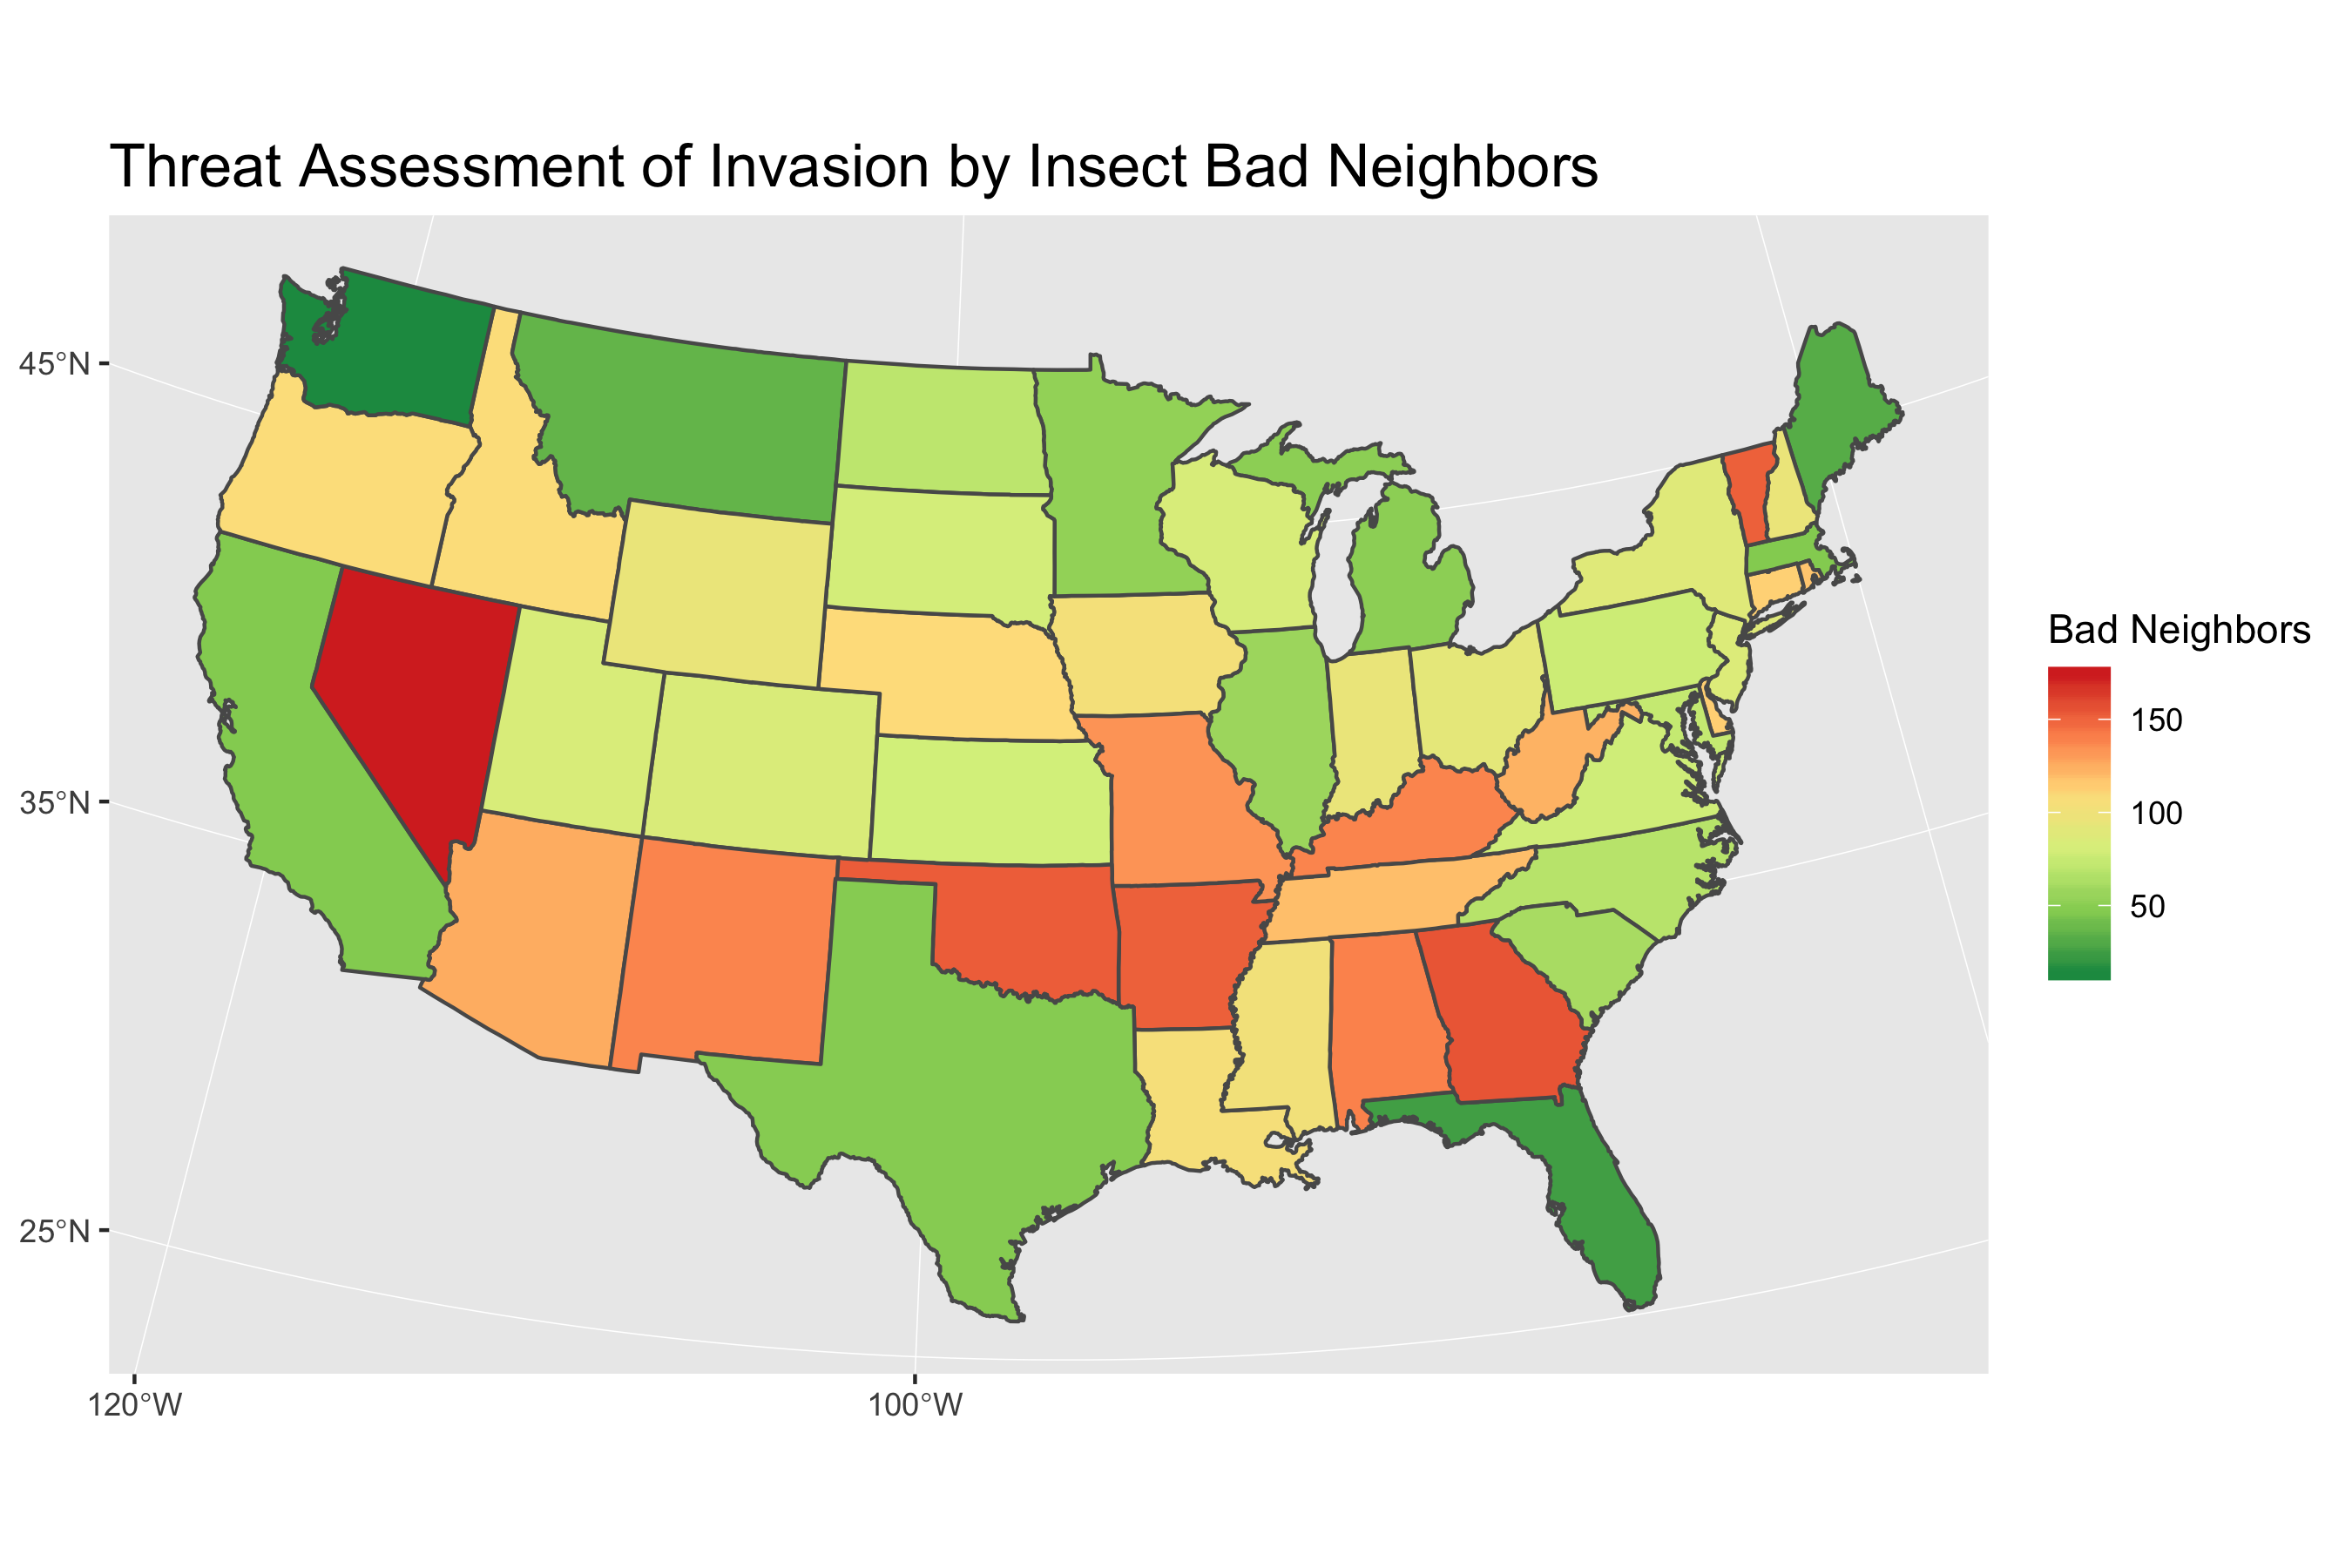 Threat Assessment of Invasion by Insect Bad Neighbors
45°N
35°N
25°N
120°W
100°W
Bad Neighbors
150
100
50